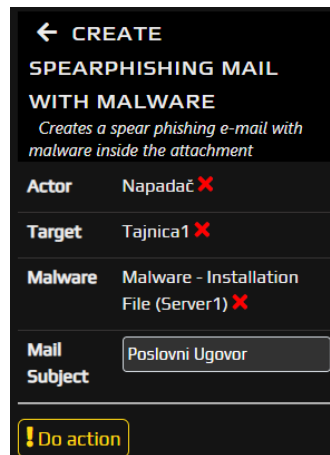 ← CREATE
SPEARPHISHING MAIL
WITH MALWARE
Creates a spear phishing e-mail with
malware inside the attachment
Actor Napadač ✖
Target Tajnica1 ✖
Malware Malware - Installation
File (Server1) ✖
Mail
Subject Poslovni Ugovor
! Do action